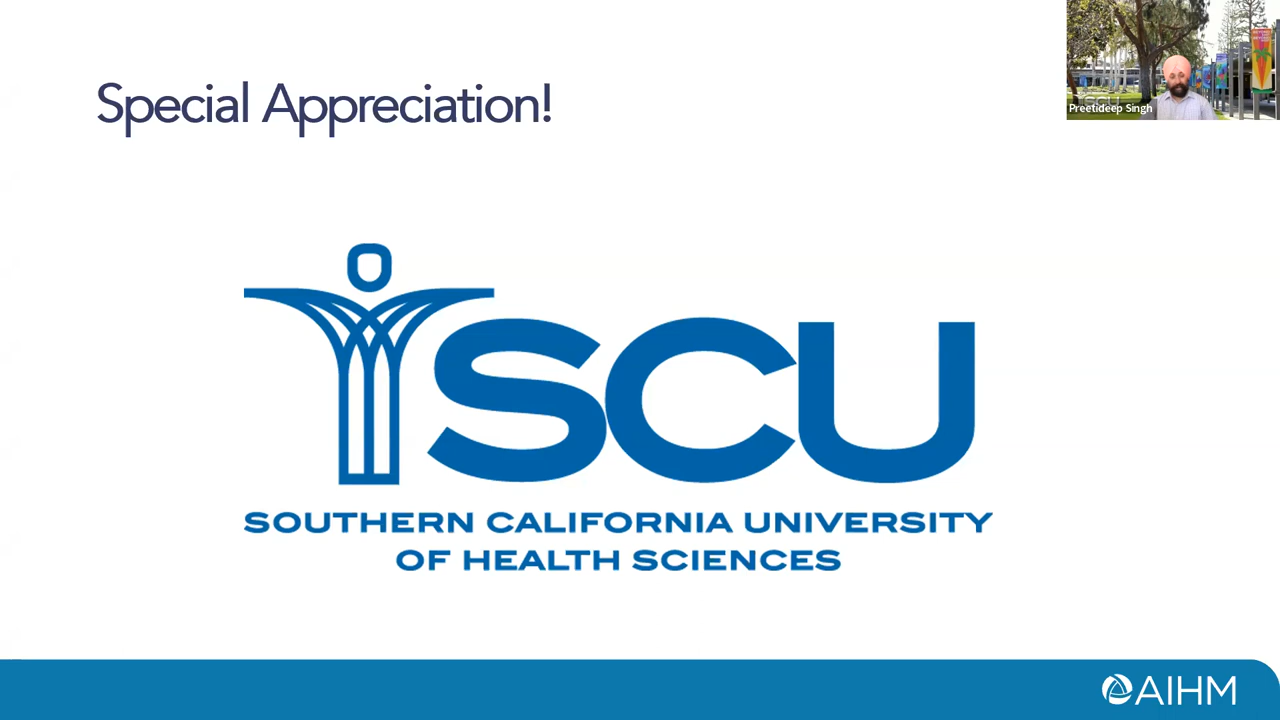 Special Appreciation!
Preetideep Singh
SCU
SOUTHERN CALIFORNIA UNIVERSITY
OF HEALTH SCIENCES
AIHM